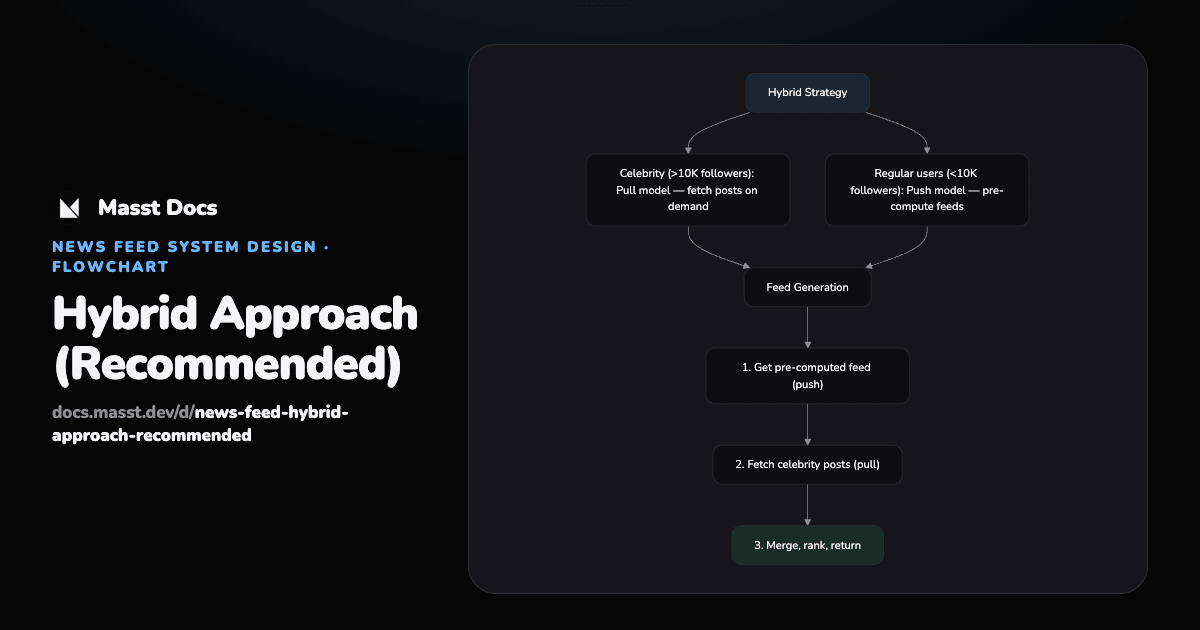 Masst Docs
NEWS FEED SYSTEM DESIGN ·
FLOWCHART
Hybrid Approach
(Recommended)
docs.masst.dev/d/news-feed-hybrid-
approach-recommended
Hybrid Strategy
Celebrity (>10K followers):
Pull model — fetch posts on
demand
Regular users (<10K
followers): Push model — pre-
compute feeds
Feed Generation
1. Get pre-computed feed
(push)
2. Fetch celebrity posts (pull)
3. Merge, rank, return